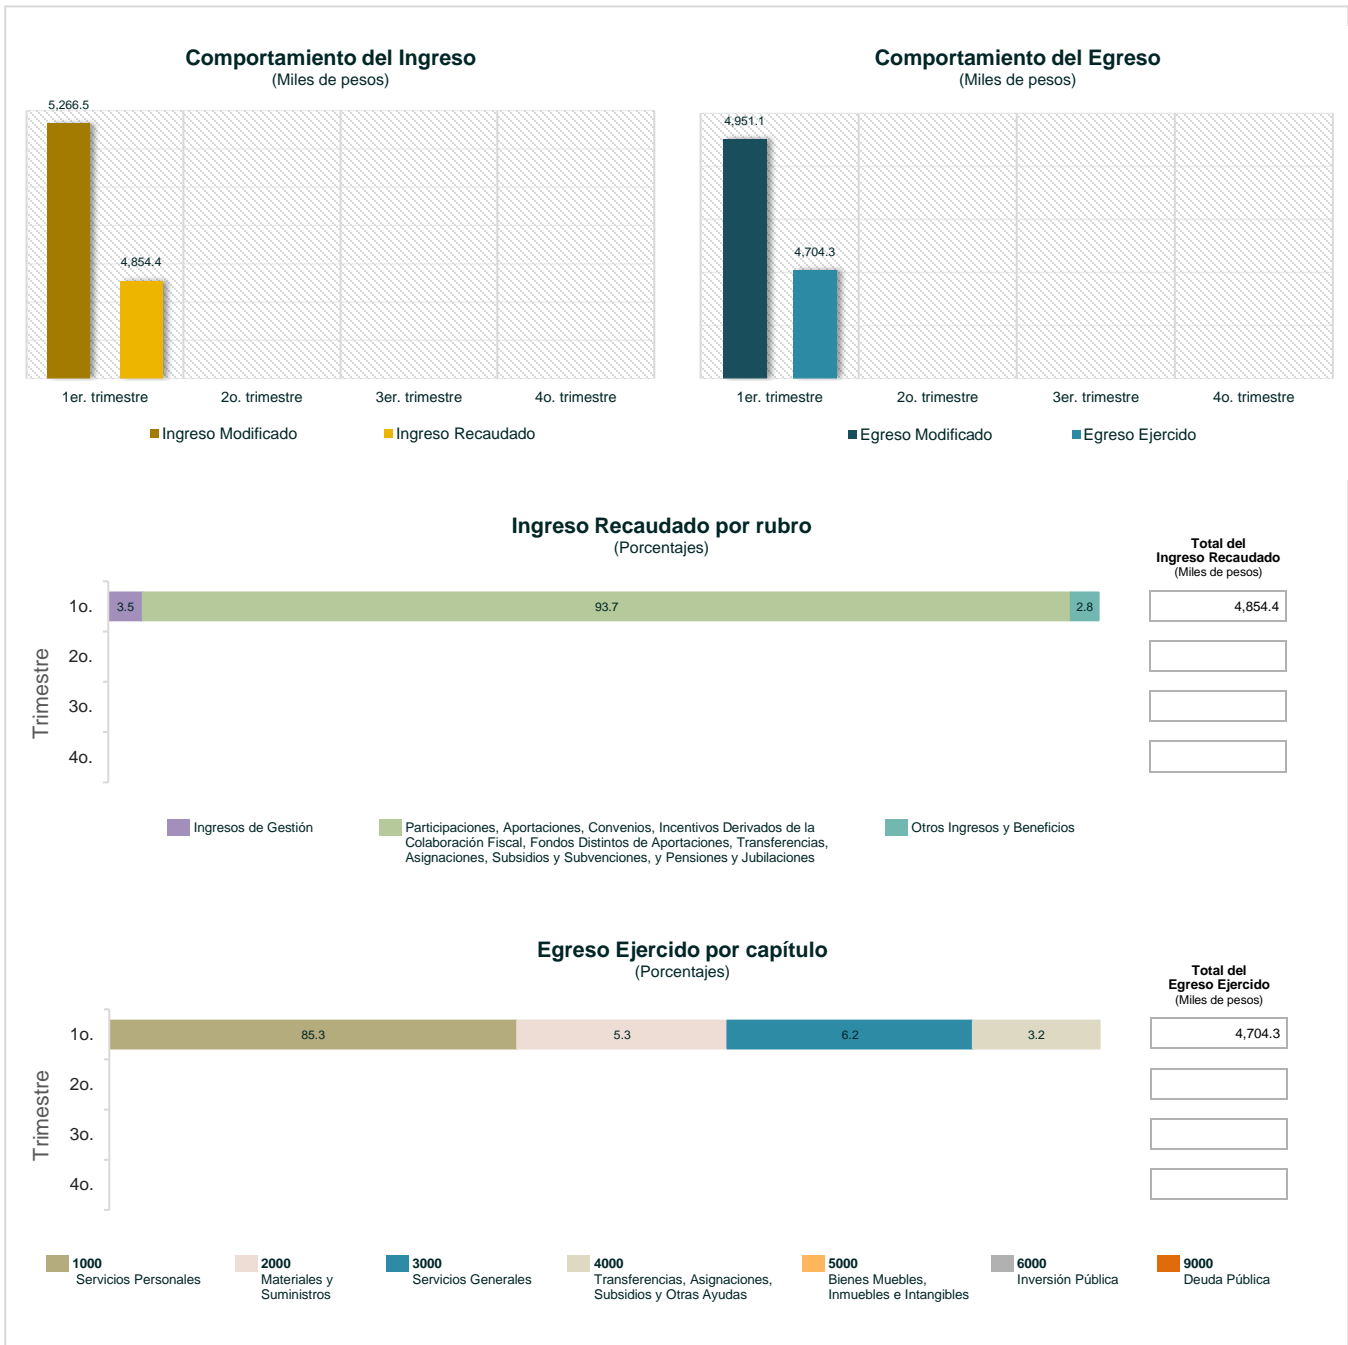 Comportamiento del Ingreso
(Miles de pesos)
5,266.5
4,854.4
1er. trimestre
2o. trimestre
3er. trimestre
4o. trimestre
Ingreso Modificado
Ingreso Recaudado
Comportamiento del Egreso
(Miles de pesos)
4,951.1
4,704.3
1er. trimestre
2o. trimestre
3er. trimestre
4o. trimestre
Egreso Modificado
Egreso Ejercido
Ingreso Recaudado por rubro
(Porcentajes)
Total del
Ingreso Recaudado
(Miles de pesos)
Trimestre
1o.
3.5
93.7
2.8
4,854.4
2o.
3o.
4o.
Ingresos de Gestión
Participaciones, Aportaciones, Convenios, Incentivos Derivados de la
Colaboración Fiscal, Fondos Distintos de Aportaciones, Transferencias,
Asignaciones, Subsidios y Subvenciones, y Pensiones y Jubilaciones
Otros Ingresos y Beneficios
Egreso Ejercido por capítulo
(Porcentajes)
Total del
Egreso Ejercido
(Miles de pesos)
Trimestre
1o.
85.3
5.3
6.2
3.2
4,704.3
2o.
3o.
4o.
1000
Servicios Personales
2000
Materiales y
Suministros
3000
Servicios Generales
4000
Transferencias, Asignaciones,
Subsidios y Otras Ayudas
5000
Bienes Muebles,
Inmuebles e Intangibles
6000
Inversión Pública
9000
Deuda Pública